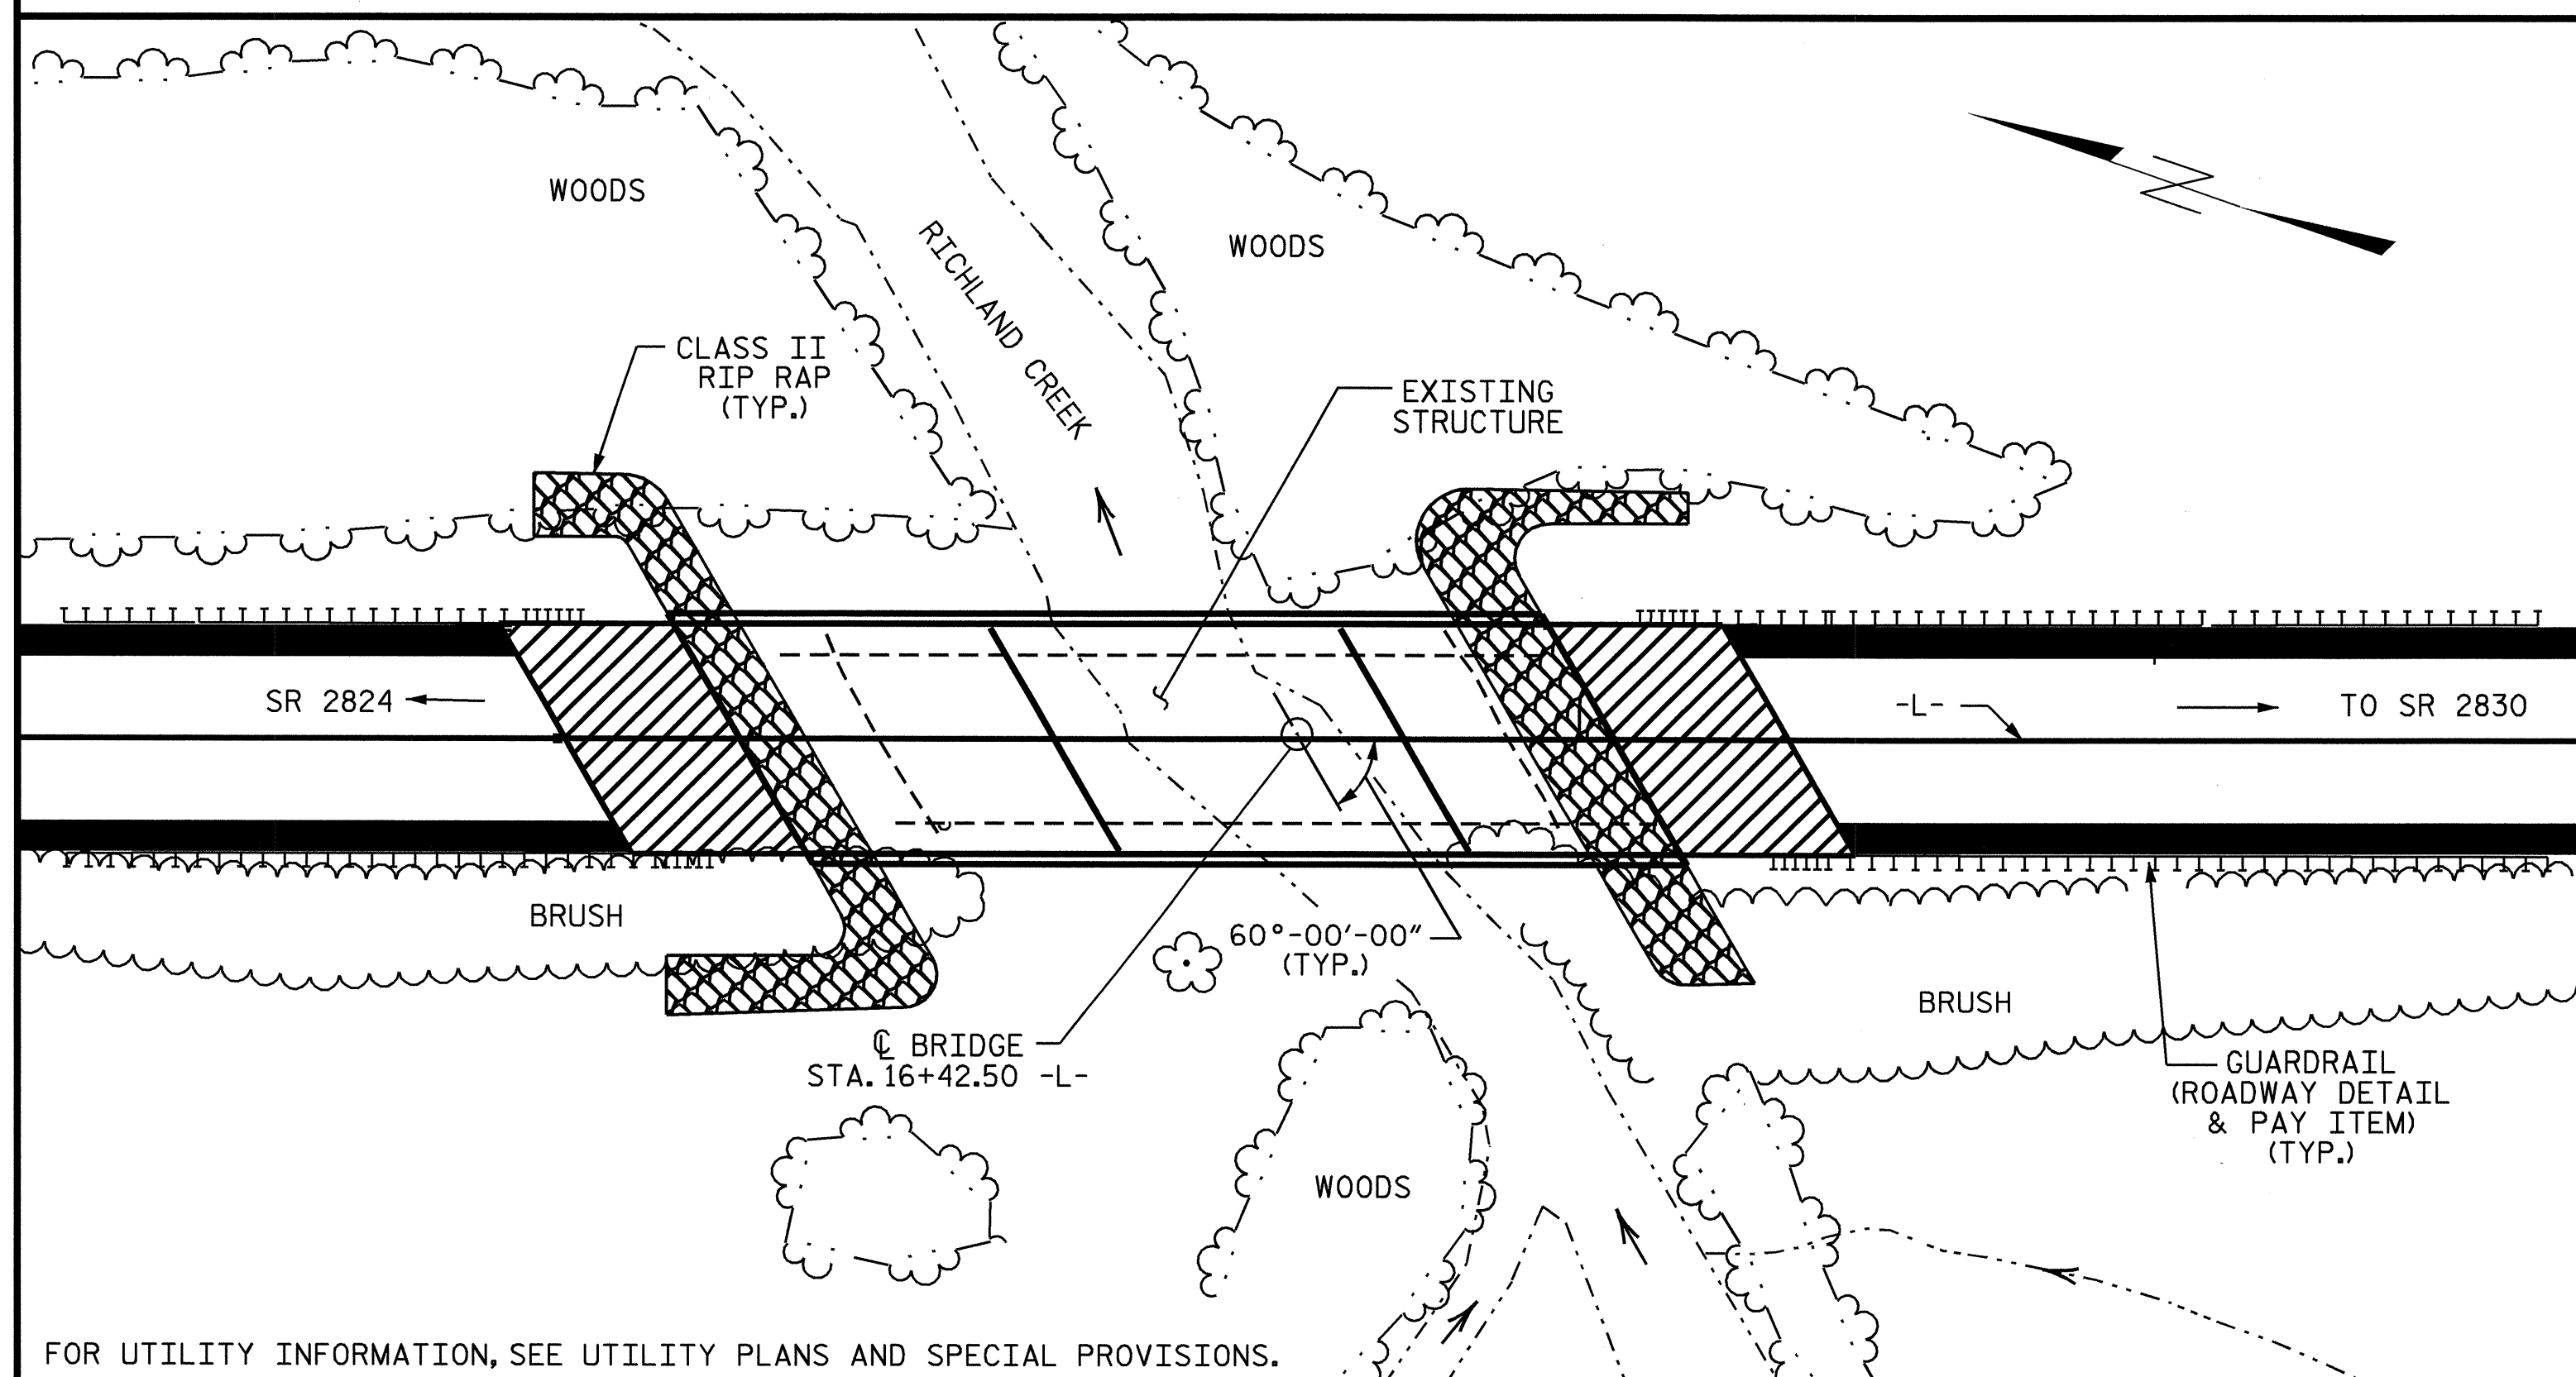 WOODS
WOODS
RICHLAND CREEK
CLASS II
RIP RAP
(TYP.)
EXISTING
STRUCTURE
SR 2824
-L-
TO SR 2830
BRUSH
60°-00'-00"
(TYP.)
BRUSH
℄ BRIDGE
STA. 16+42.50 -L-
GUARDRAIL
(ROADWAY DETAIL
& PAY ITEM)
(TYP.)
WOODS
FOR UTILITY INFORMATION, SEE UTILITY PLANS AND SPECIAL PROVISIONS.